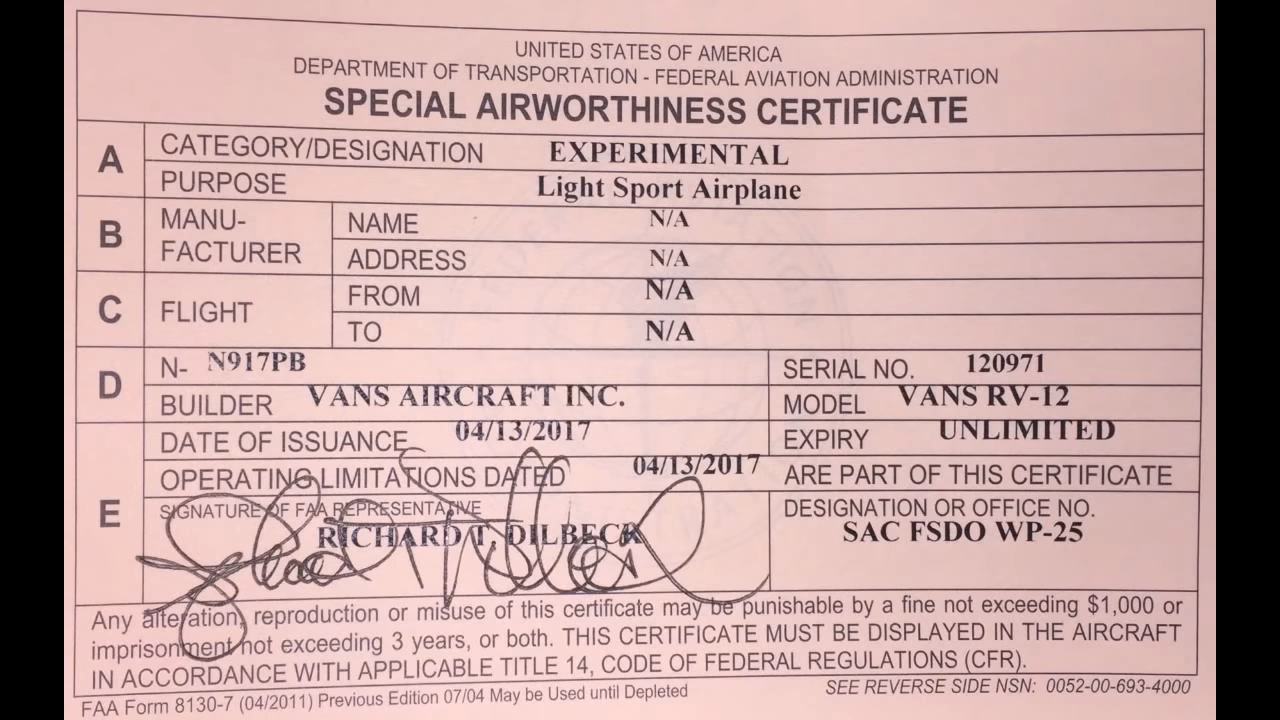 UNITED STATES OF AMERICA
DEPARTMENT OF TRANSPORTATION - FEDERAL AVIATION ADMINISTRATION
SPECIAL AIRWORTHINESS CERTIFICATE
A CATEGORY/DESIGNATION EXPERIMENTAL
PURPOSE Light Sport Airplane
B MANU-
FACTURER NAME N/A
ADDRESS N/A
C FLIGHT FROM N/A
TO N/A
D N- N917PB SERIAL NO. 120971
BUILDER VANS AIRCRAFT INC. MODEL VANS RV-12
E DATE OF ISSUANCE 04/13/2017 EXPIRY UNLIMITED
OPERATING LIMITATIONS DATED 04/13/2017 ARE PART OF THIS CERTIFICATE
SIGNATURE OF FAA REPRESENTATIVE DESIGNATION OR OFFICE NO.
RICHARD T. DILBECK SAC FSDO WP-25
Any alteration, reproduction or misuse of this certificate may be punishable by a fine not exceeding $1,000 or
imprisonment not exceeding 3 years, or both. THIS CERTIFICATE MUST BE DISPLAYED IN THE AIRCRAFT
IN ACCORDANCE WITH APPLICABLE TITLE 14, CODE OF FEDERAL REGULATIONS (CFR).
FAA Form 8130-7 (04/2011) Previous Edition 07/04 May be Used until Depleted SEE REVERSE SIDE NSN: 0052-00-693-4000